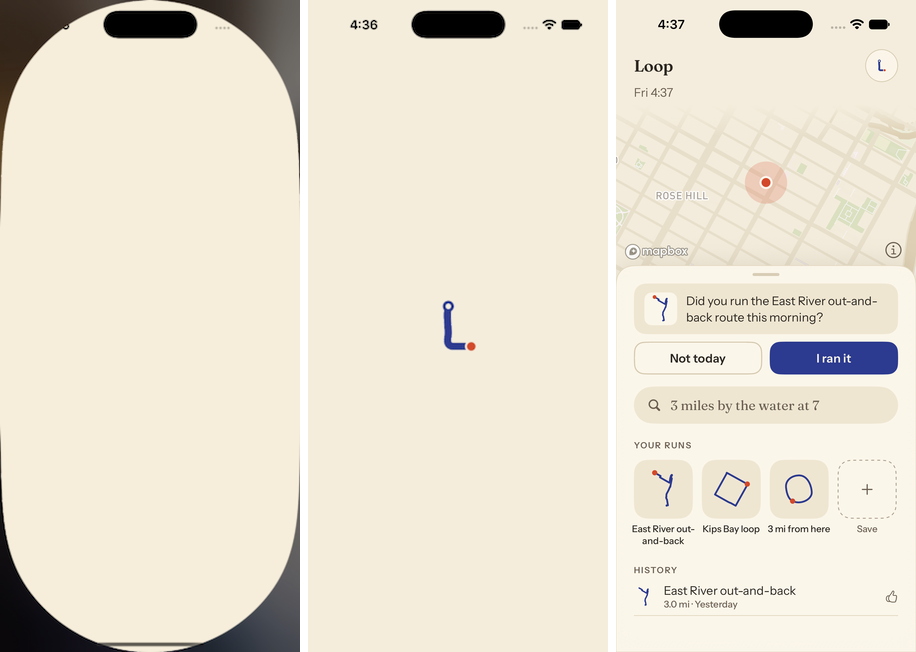 4:36
4:37
Loop
Fri 4:37
ROSE HILL
mapbox
Did you run the East River out-and-
back route this morning?
Not today
I ran it
3 miles by the water at 7
YOUR RUNS
East River out-
and-back
Kips Bay loop
3 mi from here
Save
HISTORY
East River out-and-back
3.0 mi · Yesterday